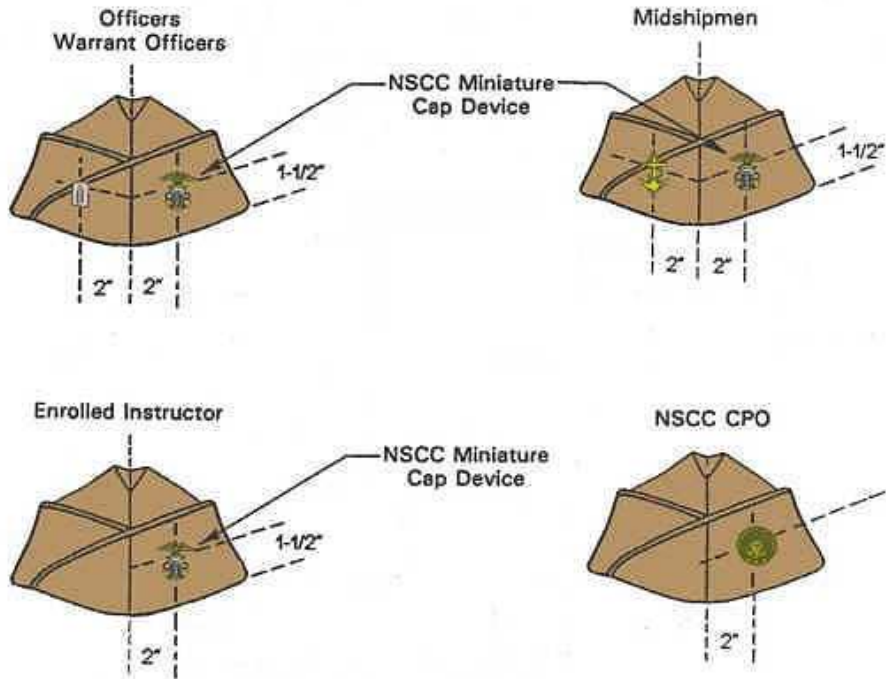 Officers
Warrant Officers
Midshipmen
NSCC Miniature
Cap Device
1-1/2"
1-1/2"
2"
2"
2"
2"
Enrolled Instructor
NSCC CPO
NSCC Miniature
Cap Device
1-1/2"
2"
2"